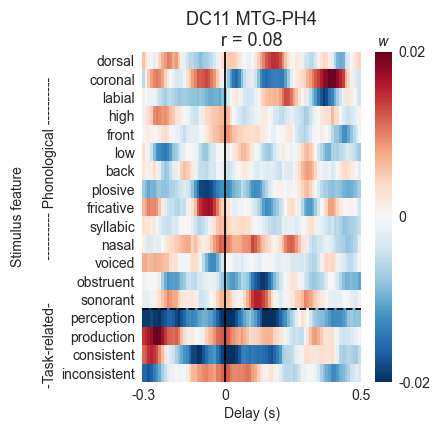 DC11 MTG-PH4
r = 0.08
w
Stimulus feature
---------- Phonological ----------
-Task-related-
dorsal
coronal
labial
high
front
low
back
plosive
fricative
syllabic
nasal
voiced
obstruent
sonorant
perception
production
consistent
inconsistent
0.02
0
-0.02
-0.3
0
0.5
Delay (s)